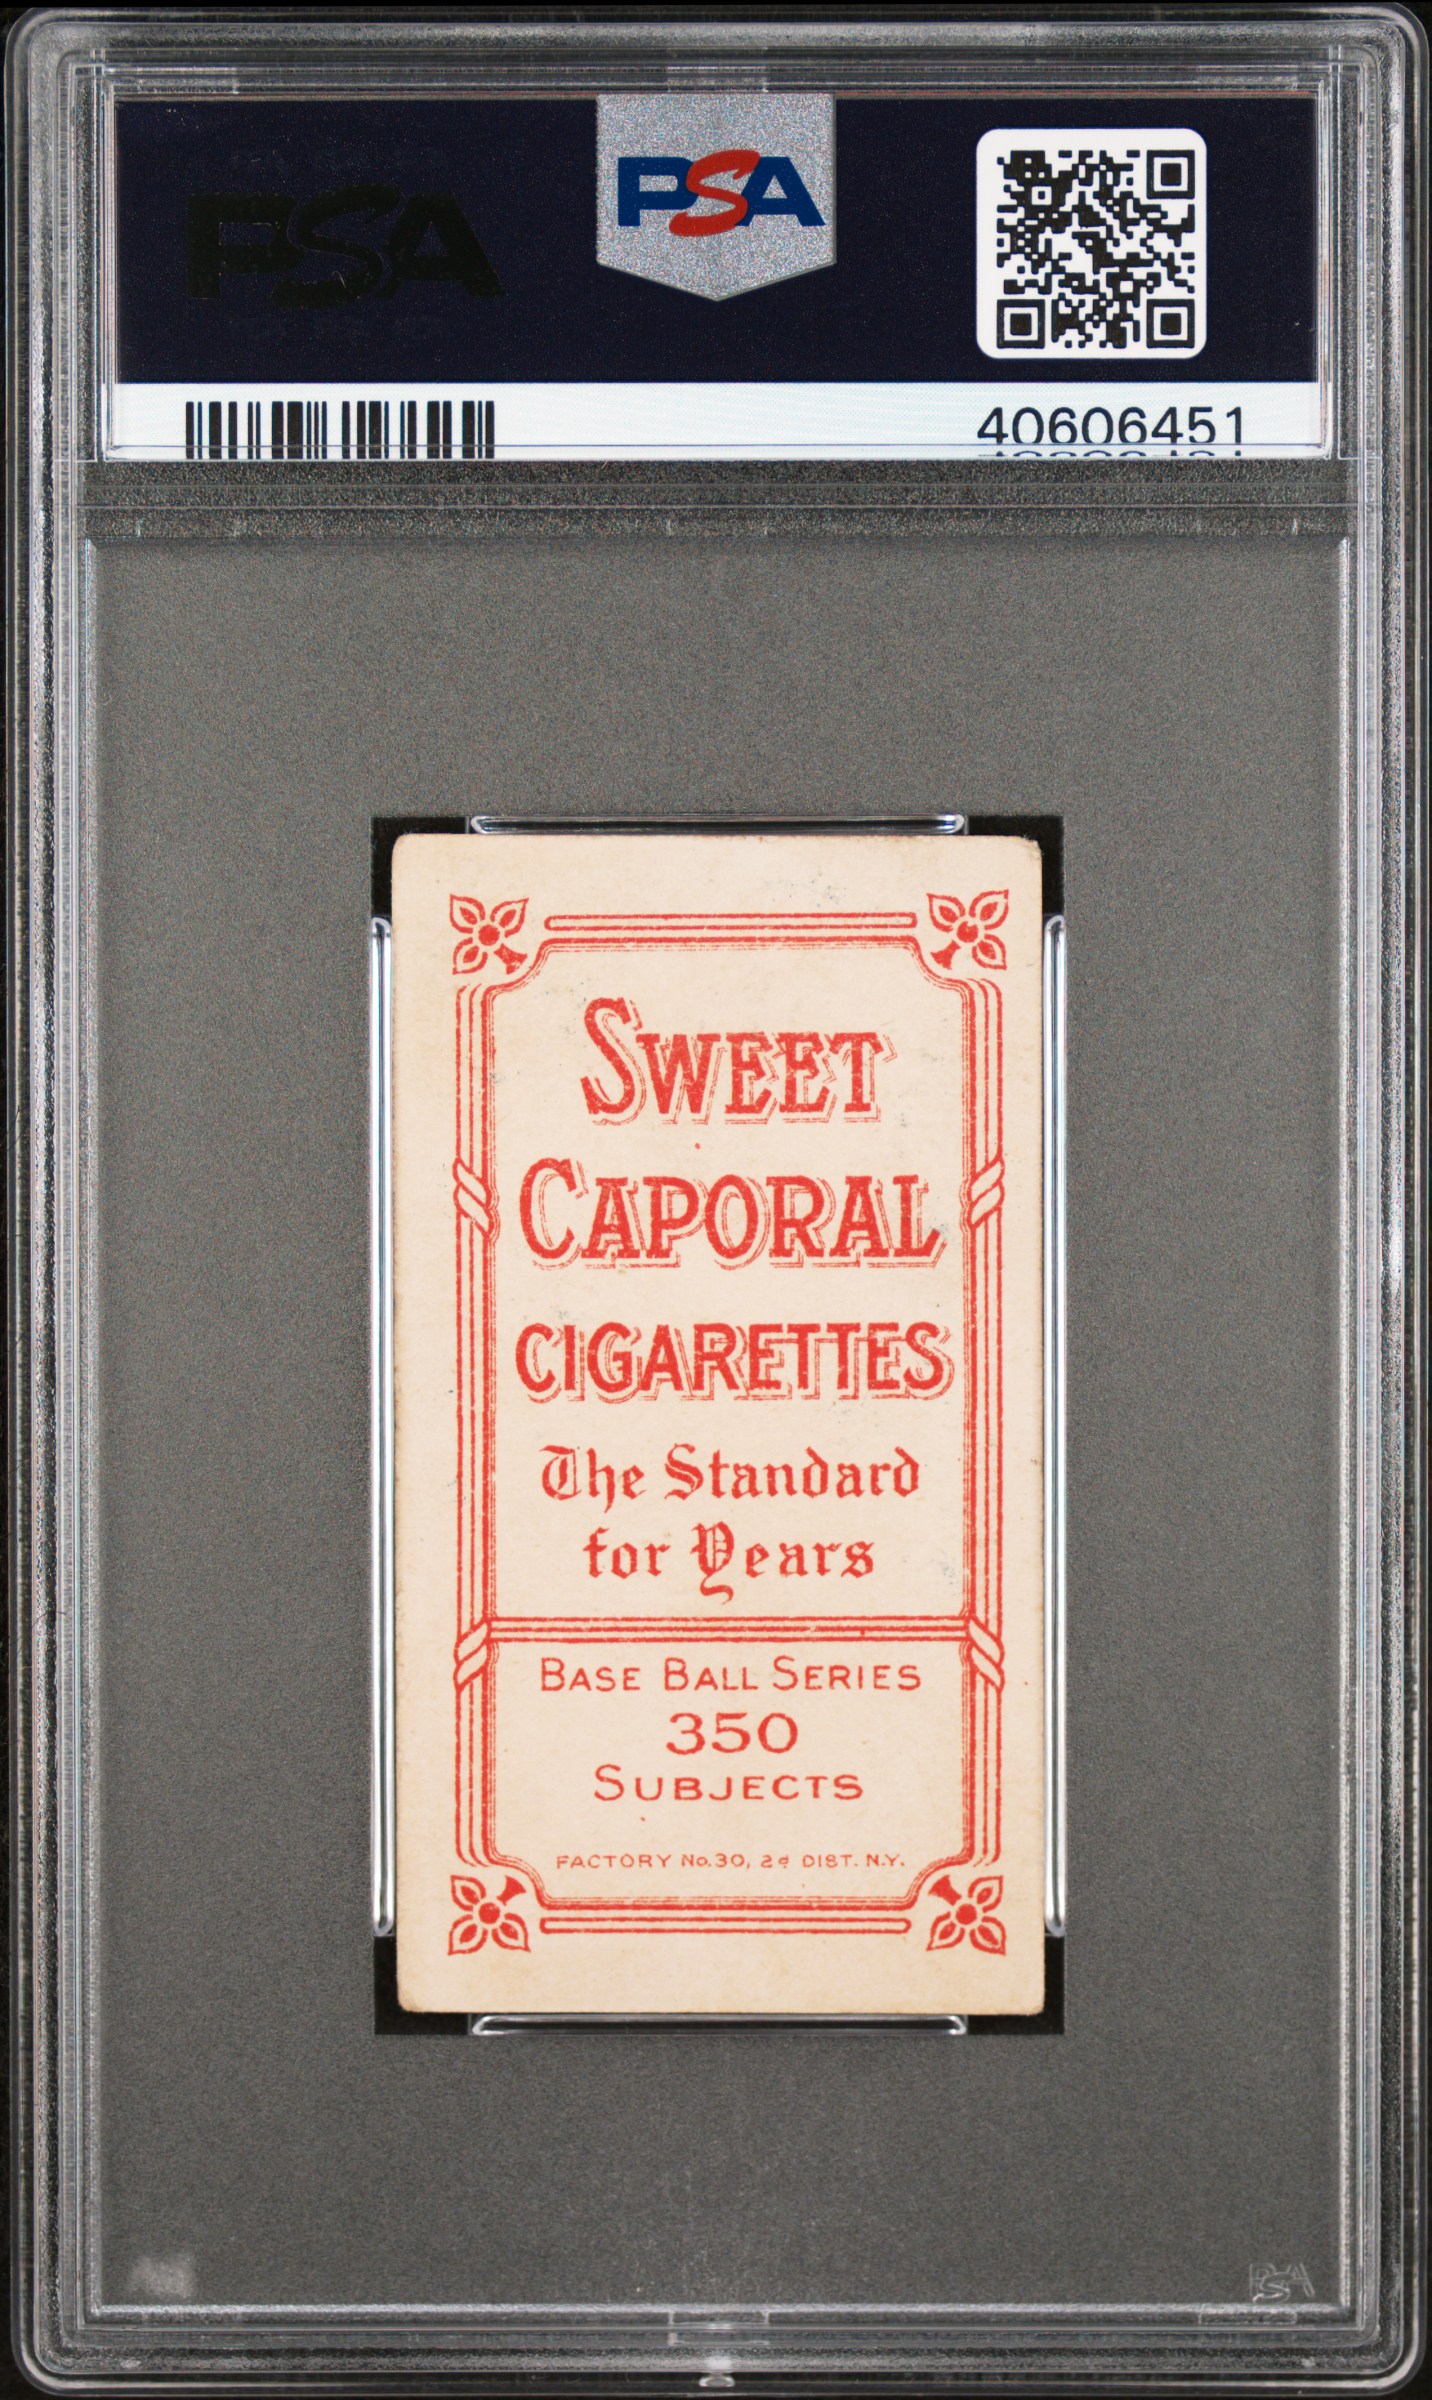 PSA
PSA
40606451
SWEET
CAPORAL
CIGARETTES
The Standard
for Years
BASE BALL SERIES
350
SUBJECTS
FACTORY No. 30, 2d DIST. N.Y.
PSA